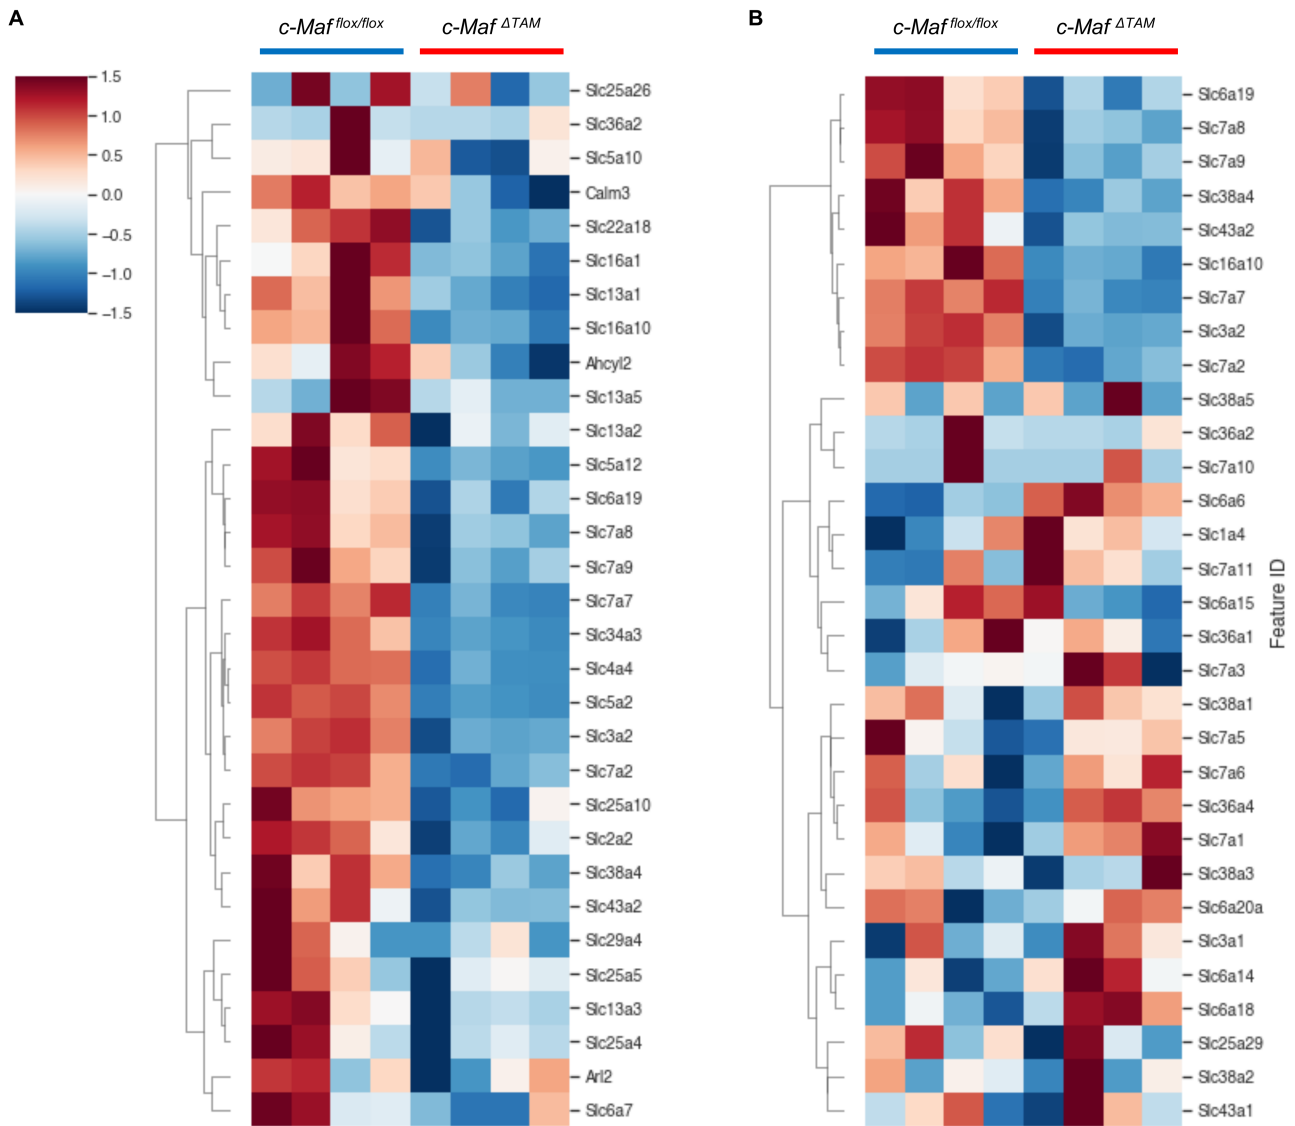 A
c-Maf flox/flox
c-Maf ΔTAM
1.5
1.0
0.5
0.0
−0.5
−1.0
−1.5
Slc25a26
Slc36a2
Slc5a10
Calm3
Slc22a18
Slc16a1
Slc13a1
Slc16a10
Ahcyl2
Slc13a5
Slc13a2
Slc5a12
Slc6a19
Slc7a8
Slc7a9
Slc7a7
Slc34a3
Slc4a4
Slc5a2
Slc3a2
Slc7a2
Slc25a10
Slc2a2
Slc38a4
Slc43a2
Slc29a4
Slc25a5
Slc13a3
Slc25a4
Arl2
Slc6a7
B
c-Maf flox/flox
c-Maf ΔTAM
Slc6a19
Slc7a8
Slc7a9
Slc38a4
Slc43a2
Slc16a10
Slc7a7
Slc3a2
Slc7a2
Slc38a5
Slc36a2
Slc7a10
Slc6a6
Slc1a4
Slc7a11
Slc6a15
Slc36a1
Slc7a3
Slc38a1
Slc7a5
Slc7a6
Slc36a4
Slc7a1
Slc38a3
Slc6a20a
Slc3a1
Slc6a14
Slc6a18
Slc25a29
Slc38a2
Slc43a1
Feature ID